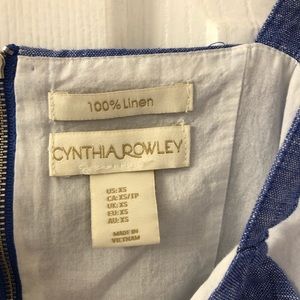 100% Linen
CYNTHIA ROWLEY
US: XS
CA: XS/TP
UK: XS
EU: XS
AU: XS
MADE IN
VIETNAM